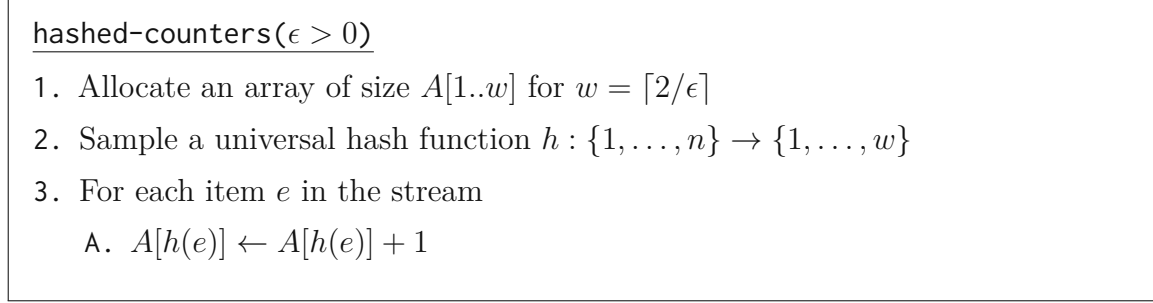 hashed-counters(ϵ > 0)
1. Allocate an array of size A[1..w] for w = ⌈2/ϵ⌉
2. Sample a universal hash function h : {1, . . . , n} → {1, . . . , w}
3. For each item e in the stream
A. A[h(e)] ← A[h(e)] + 1